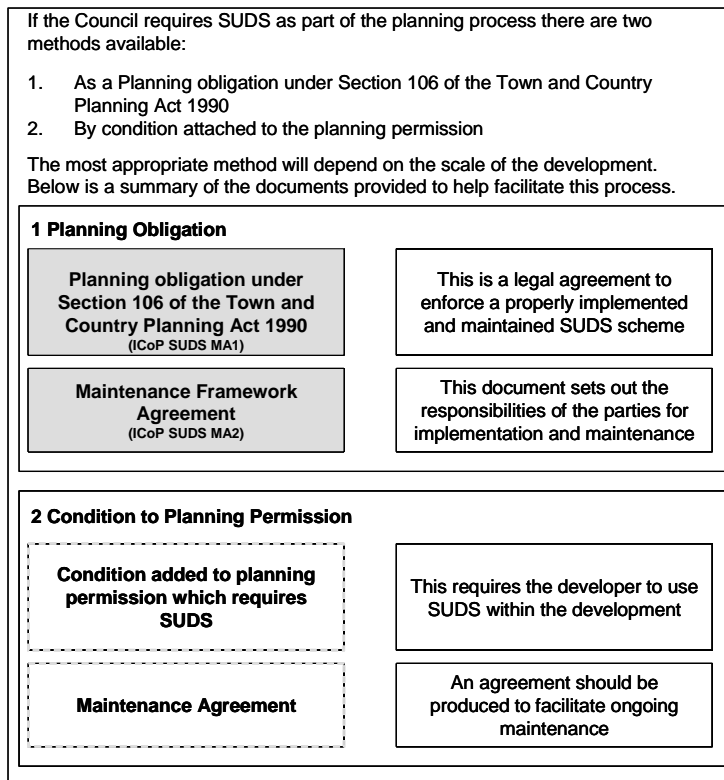 If the Council requires SUDS as part of the planning process there are two
methods available:
1. As a Planning obligation under Section 106 of the Town and Country
Planning Act 1990
2. By condition attached to the planning permission
The most appropriate method will depend on the scale of the development.
Below is a summary of the documents provided to help facilitate this process.
1 Planning Obligation
Planning obligation under
Section 106 of the Town and
Country Planning Act 1990
(ICoP SUDS MA1)
This is a legal agreement to
enforce a properly implemented
and maintained SUDS scheme
Maintenance Framework
Agreement
(ICoP SUDS MA2)
This document sets out the
responsibilities of the parties for
implementation and maintenance
2 Condition to Planning Permission
Condition added to planning
permission which requires
SUDS
This requires the developer to use
SUDS within the development
Maintenance Agreement
An agreement should be
produced to facilitate ongoing
maintenance